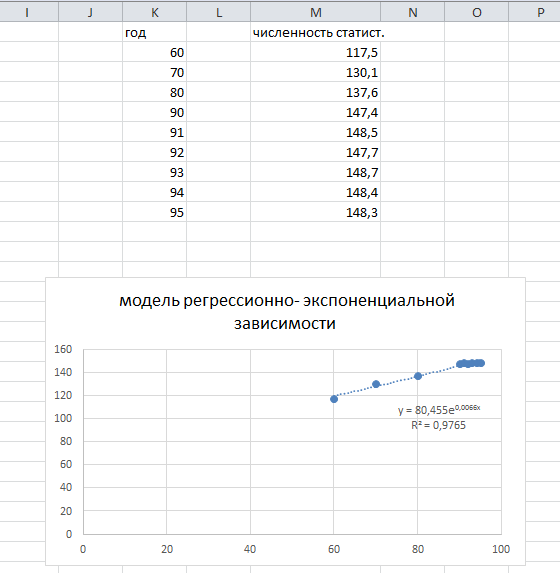 I J K L M N O P
год численность статист.
60 117,5
70 130,1
80 137,6
90 147,4
91 148,5
92 147,7
93 148,7
94 148,4
95 148,3
модель регрессионно- экспоненциальной
зависимости
160
140
120
100
80
60
40
20
0
y = 80,455e^0,0066x
R² = 0,9765
0 20 40 60 80 100